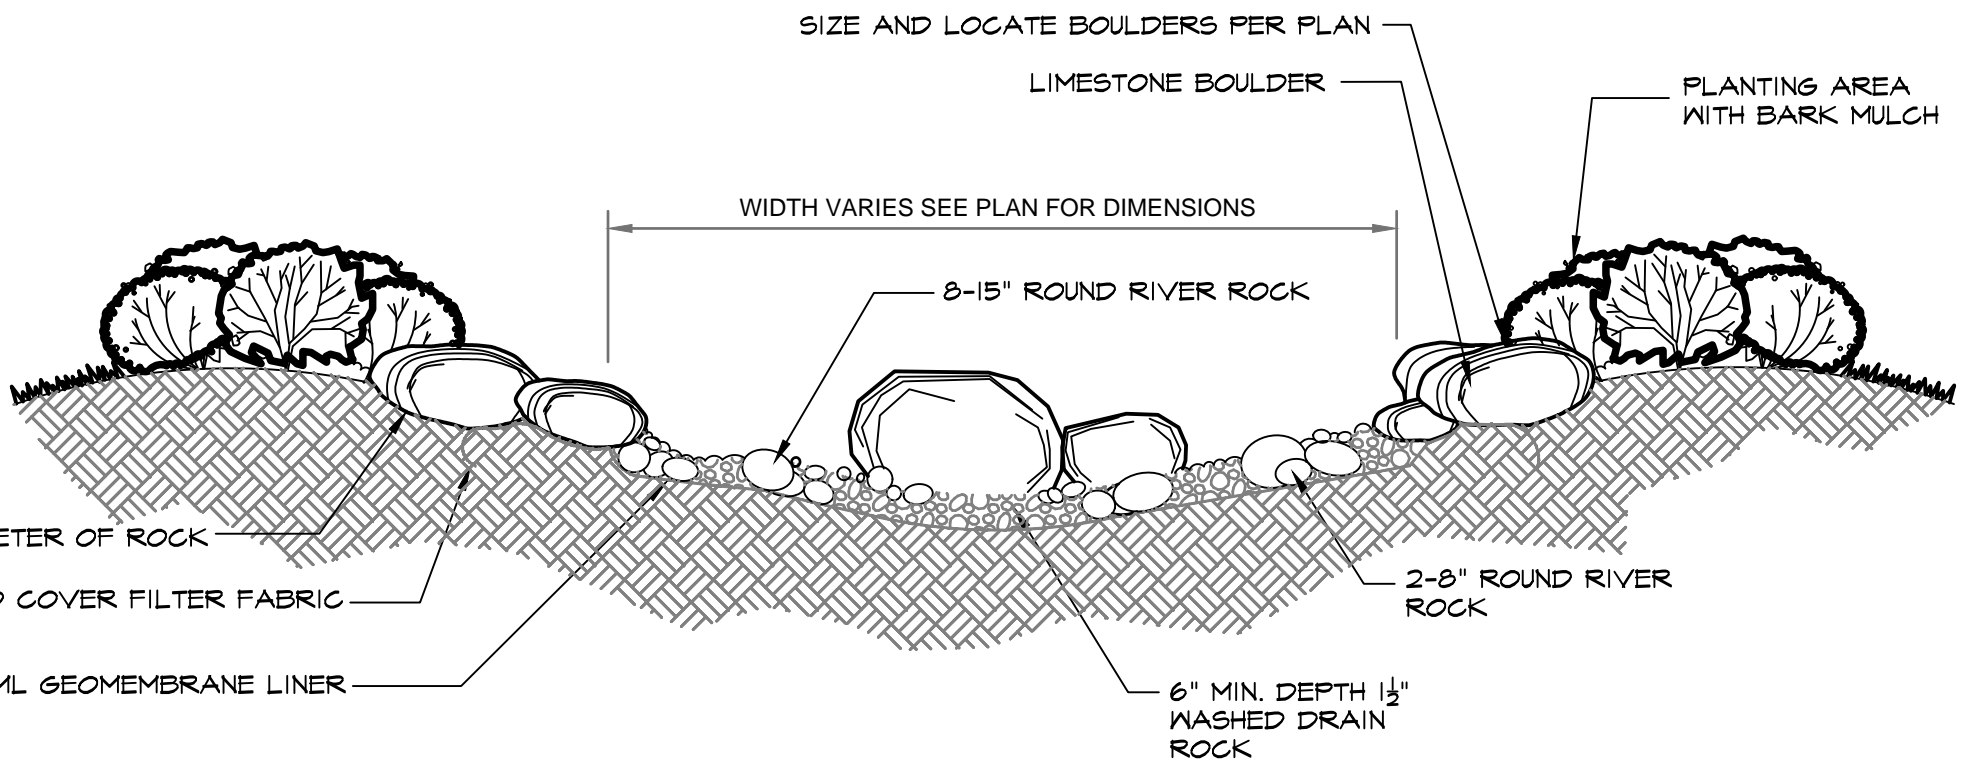 SIZE AND LOCATE BOULDERS PER PLAN
LIMESTONE BOULDER
PLANTING AREA
WITH BARK MULCH
WIDTH VARIES SEE PLAN FOR DIMENSIONS
8-15" ROUND RIVER ROCK
OF ROCK
COVER FILTER FABRIC
GEOMEMBRANE LINER
2-8" ROUND RIVER
ROCK
6" MIN. DEPTH 1½"
WASHED DRAIN
ROCK